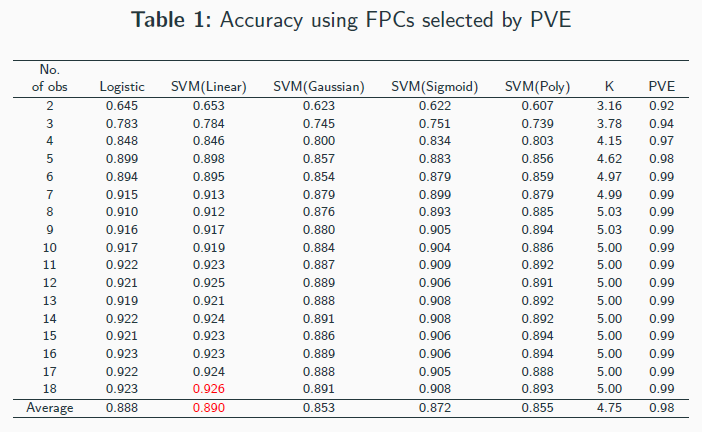 Table 1: Accuracy using FPCs selected by PVE
No.
of obs Logistic SVM(Linear) SVM(Gaussian) SVM(Sigmoid) SVM(Poly) K PVE
2 0.645 0.653 0.623 0.622 0.607 3.16 0.92
3 0.783 0.784 0.745 0.751 0.739 3.78 0.94
4 0.848 0.846 0.800 0.834 0.803 4.15 0.97
5 0.899 0.898 0.857 0.883 0.856 4.62 0.98
6 0.894 0.895 0.854 0.879 0.859 4.97 0.99
7 0.915 0.913 0.879 0.899 0.879 4.99 0.99
8 0.910 0.912 0.876 0.893 0.885 5.03 0.99
9 0.916 0.917 0.880 0.905 0.894 5.03 0.99
10 0.917 0.919 0.884 0.904 0.886 5.00 0.99
11 0.922 0.923 0.887 0.909 0.892 5.00 0.99
12 0.921 0.925 0.889 0.906 0.891 5.00 0.99
13 0.919 0.921 0.888 0.908 0.892 5.00 0.99
14 0.922 0.924 0.891 0.908 0.892 5.00 0.99
15 0.921 0.923 0.886 0.906 0.894 5.00 0.99
16 0.923 0.923 0.889 0.906 0.894 5.00 0.99
17 0.922 0.924 0.888 0.905 0.888 5.00 0.99
18 0.923 0.926 0.891 0.908 0.893 5.00 0.99
Average 0.888 0.890 0.853 0.872 0.855 4.75 0.98